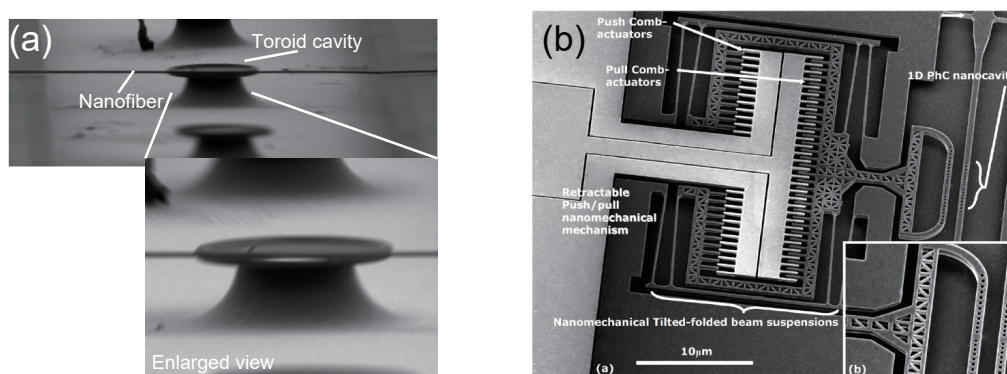 (a)
Toroid cavity
Nanofiber
Enlarged view
(b)
Push Comb-
actuators
Pull Comb-
actuators
1D PhC nanocavit
Retractable
Push/pull
nanomechanical
mechanism
Nanomechanical Tilted-folded beam suspensions
10μm
(a)
(b)